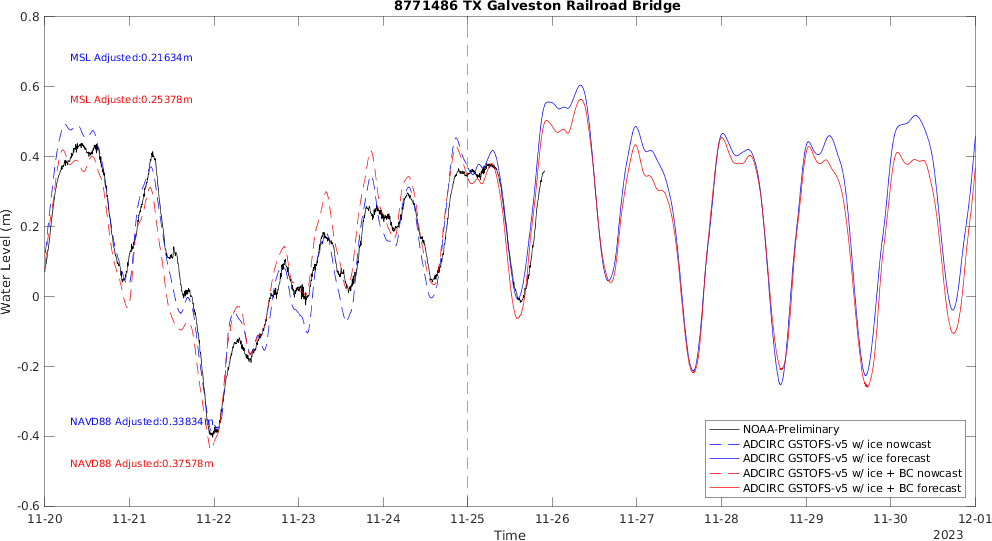 8771486 TX Galveston Railroad Bridge
0.8
0.6
0.4
0.2
0
-0.2
-0.4
-0.6
Water Level (m)
MSL Adjusted:0.21634m
MSL Adjusted:0.25378m
NAVD88 Adjusted:0.33834m
NAVD88 Adjusted:0.37578m
NOAA-Preliminary
ADCIRC GSTOFS-v5 w/ ice nowcast
ADCIRC GSTOFS-v5 w/ ice forecast
ADCIRC GSTOFS-v5 w/ ice + BC nowcast
ADCIRC GSTOFS-v5 w/ ice + BC forecast
11-20 11-21 11-22 11-23 11-24 11-25 11-26 11-27 11-28 11-29 11-30 12-01
Time
2023